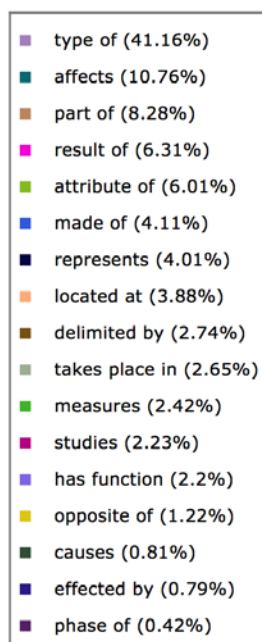 type of (41.16%)
affects (10.76%)
part of (8.28%)
result of (6.31%)
attribute of (6.01%)
made of (4.11%)
represents (4.01%)
located at (3.88%)
delimited by (2.74%)
takes place in (2.65%)
measures (2.42%)
studies (2.23%)
has function (2.2%)
opposite of (1.22%)
causes (0.81%)
effected by (0.79%)
phase of (0.42%)